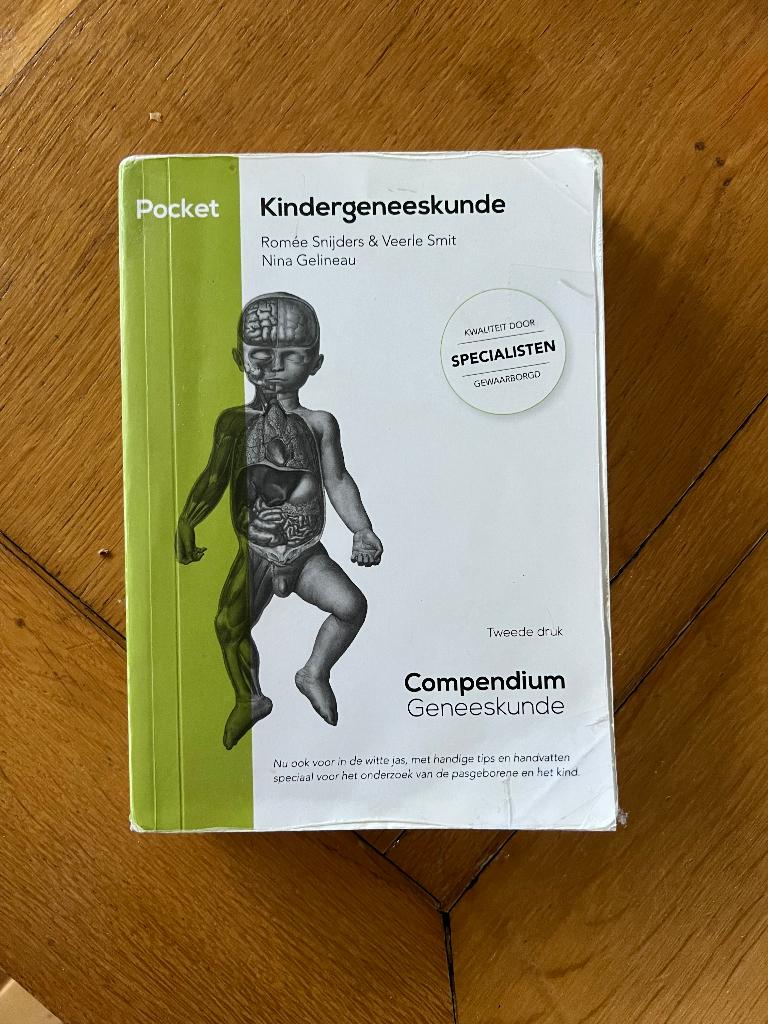 Pocket
Kindergeneeskunde
Romée Snijders & Veerle Smit
Nina Gelineau
KWALITEIT DOOR
SPECIALISTEN
GEWAARBORGD
Tweede druk
Compendium
Geneeskunde
Nu ook voor in de witte jas, met handige tips en handvatten
speciaal voor het onderzoek van de pasgeborene en het kind.